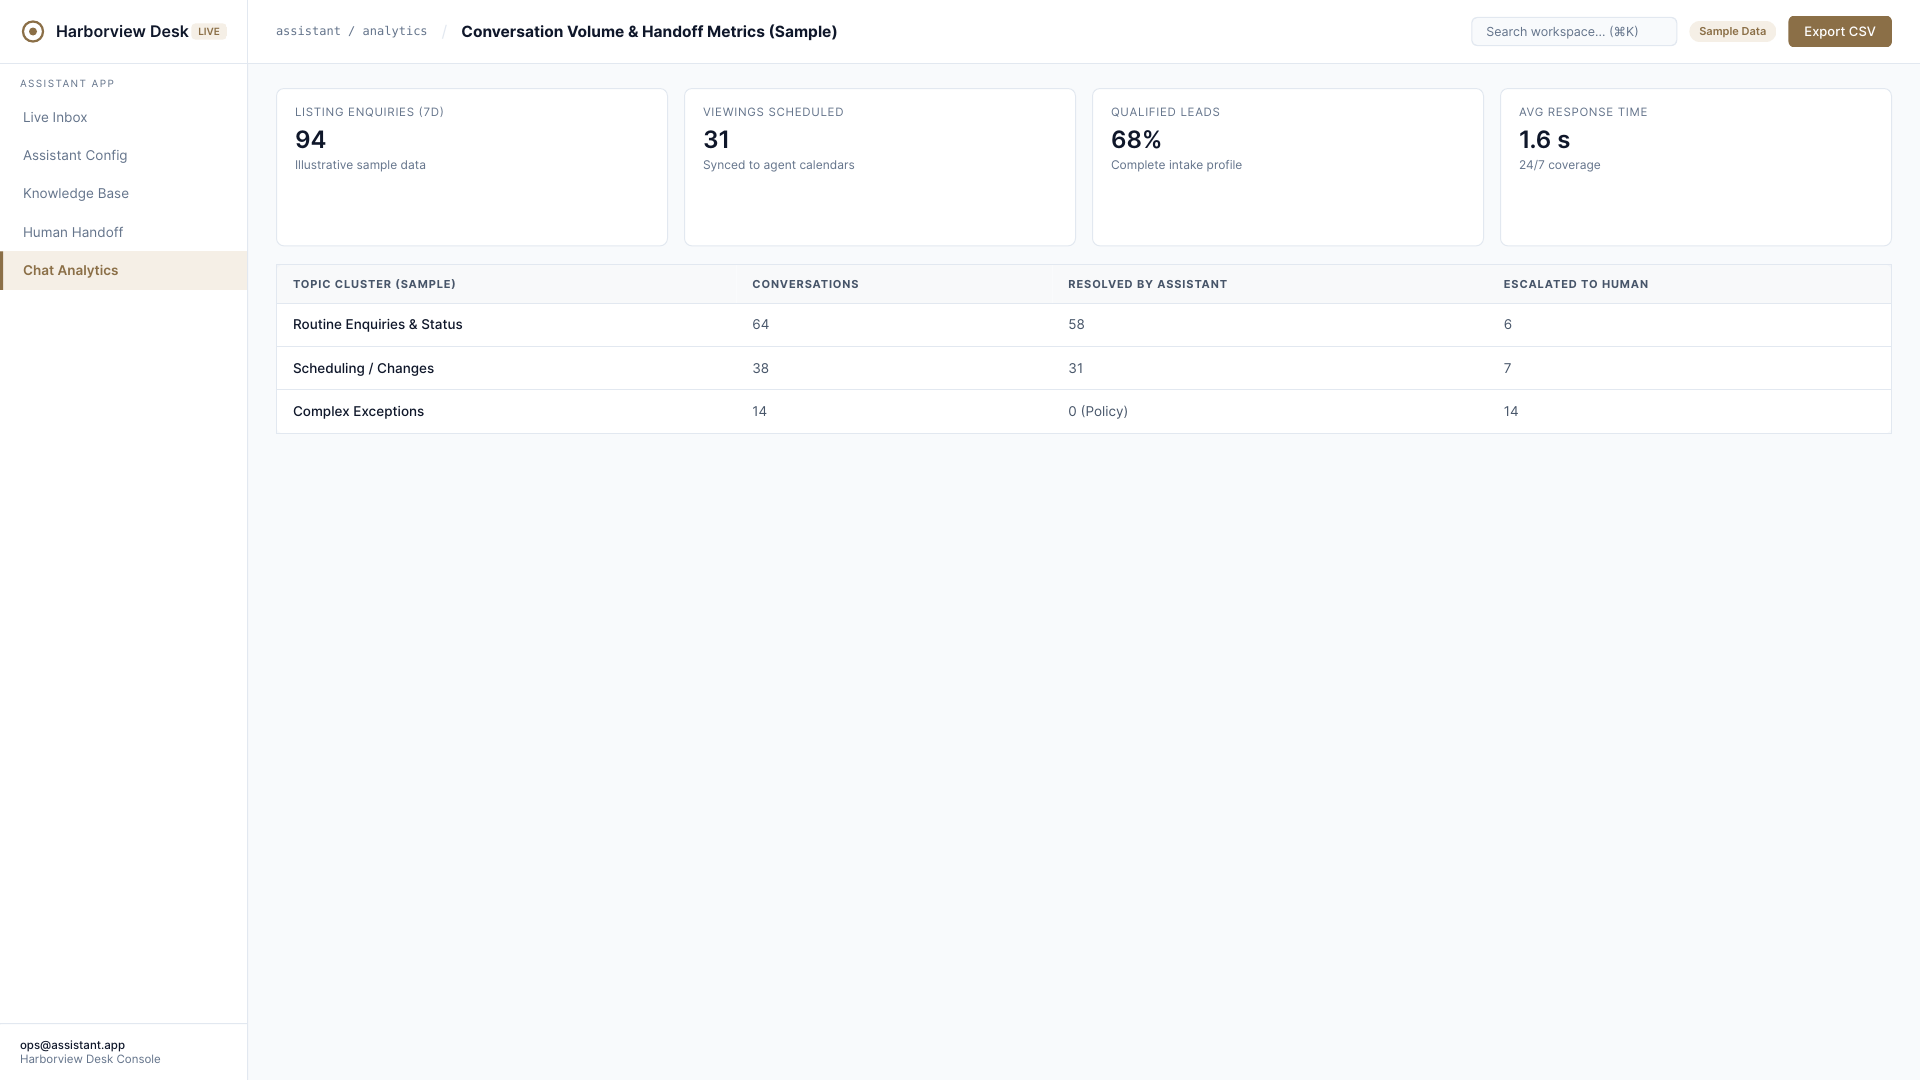 Harborview Desk LIVE
assistant / analytics / Conversation Volume & Handoff Metrics (Sample)
Search workspace... (⌘K)
Sample Data
Export CSV
ASSISTANT APP
Live Inbox
Assistant Config
Knowledge Base
Human Handoff
Chat Analytics
LISTING ENQUIRIES (7D)
94
Illustrative sample data
VIEWINGS SCHEDULED
31
Synced to agent calendars
QUALIFIED LEADS
68%
Complete intake profile
AVG RESPONSE TIME
1.6 s
24/7 coverage
TOPIC CLUSTER (SAMPLE) CONVERSATIONS RESOLVED BY ASSISTANT ESCALATED TO HUMAN
Routine Enquiries & Status 64 58 6
Scheduling / Changes 38 31 7
Complex Exceptions 14 0 (Policy) 14
ops@assistant.app
Harborview Desk Console